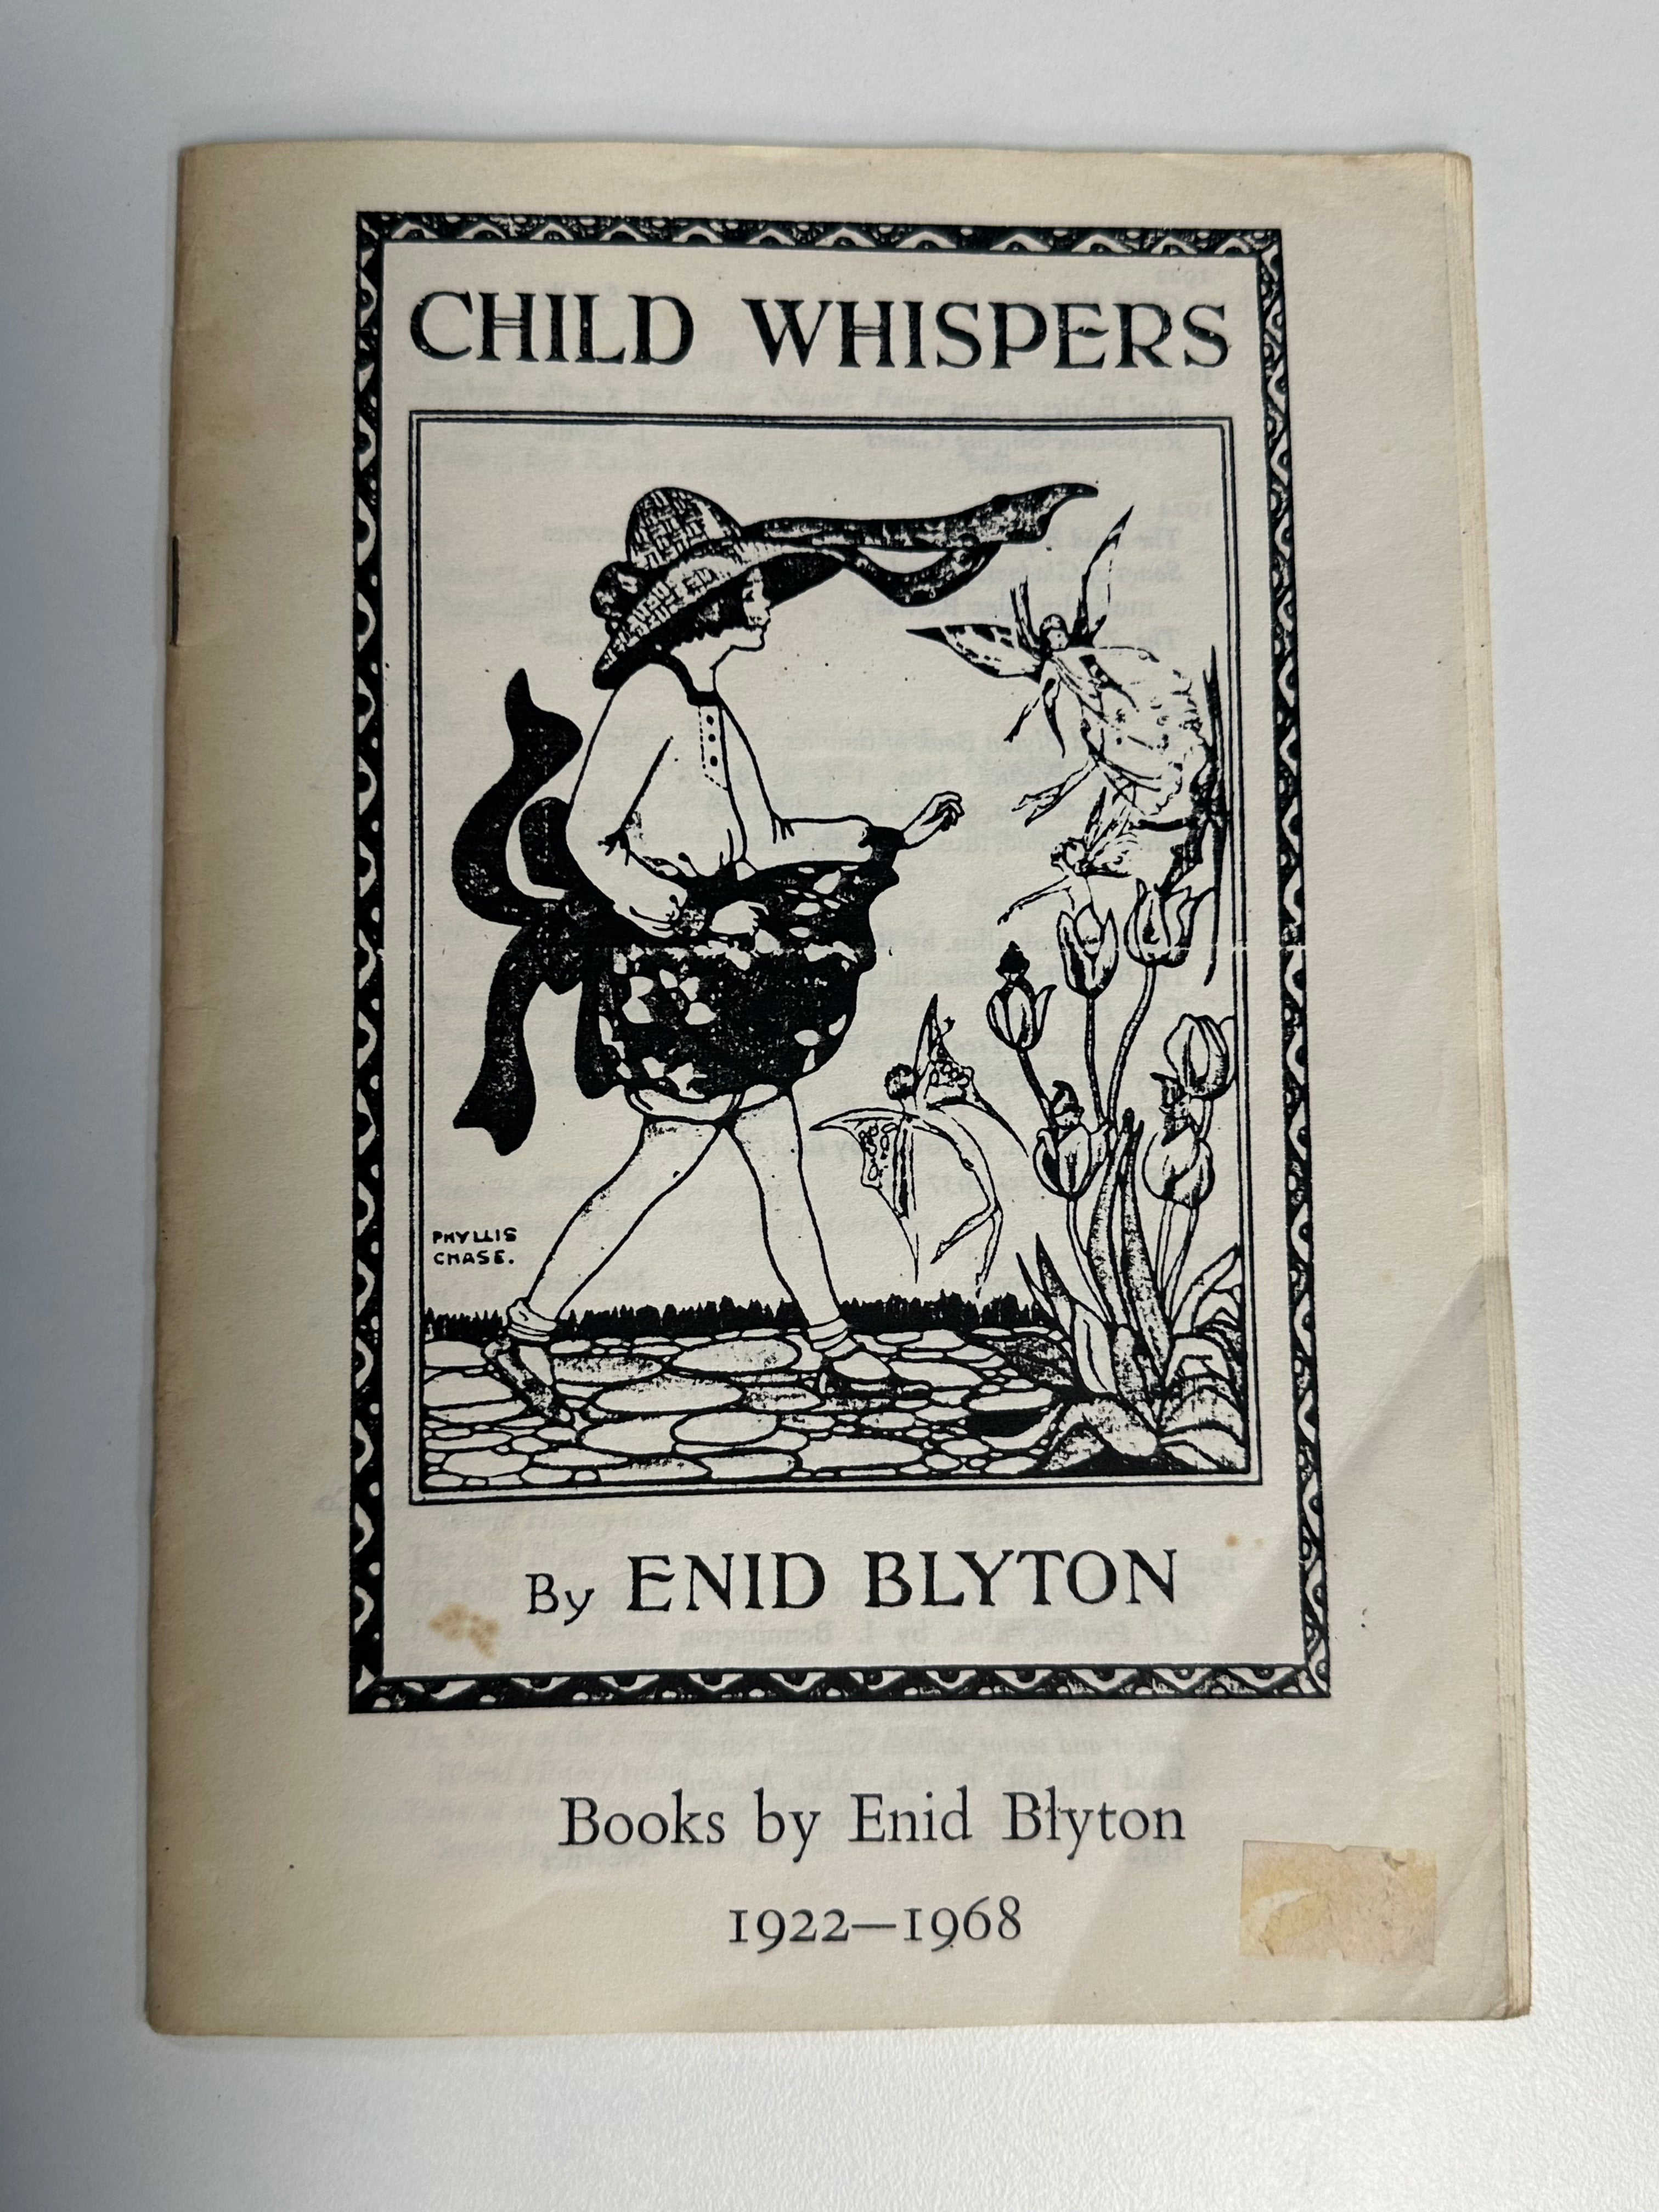 CHILD WHISPERS
PHYLLIS
CHASE.
By ENID BLYTON
Books by Enid Blyton
1922—1968